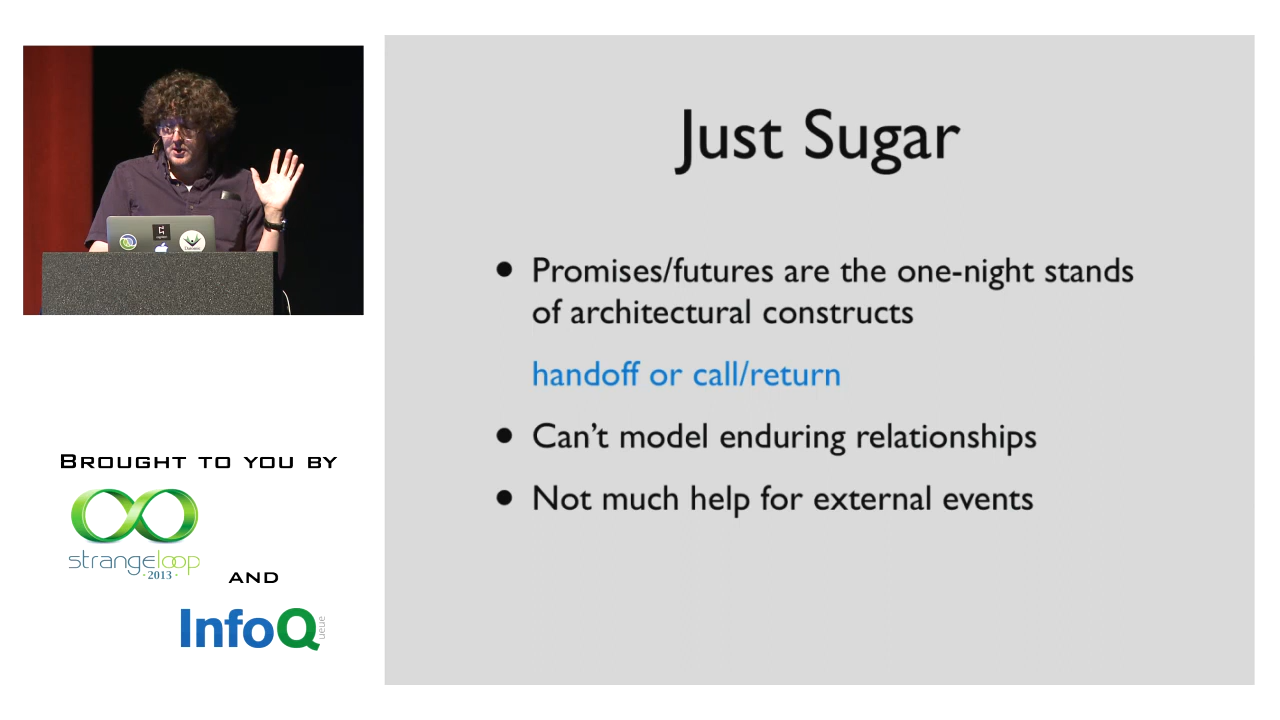 Just Sugar
• Promises/futures are the one-night stands
of architectural constructs
handoff or call/return
• Can't model enduring relationships
• Not much help for external events
BROUGHT TO YOU BY
strangeloop
·2013·
AND
InfoQ
ueue